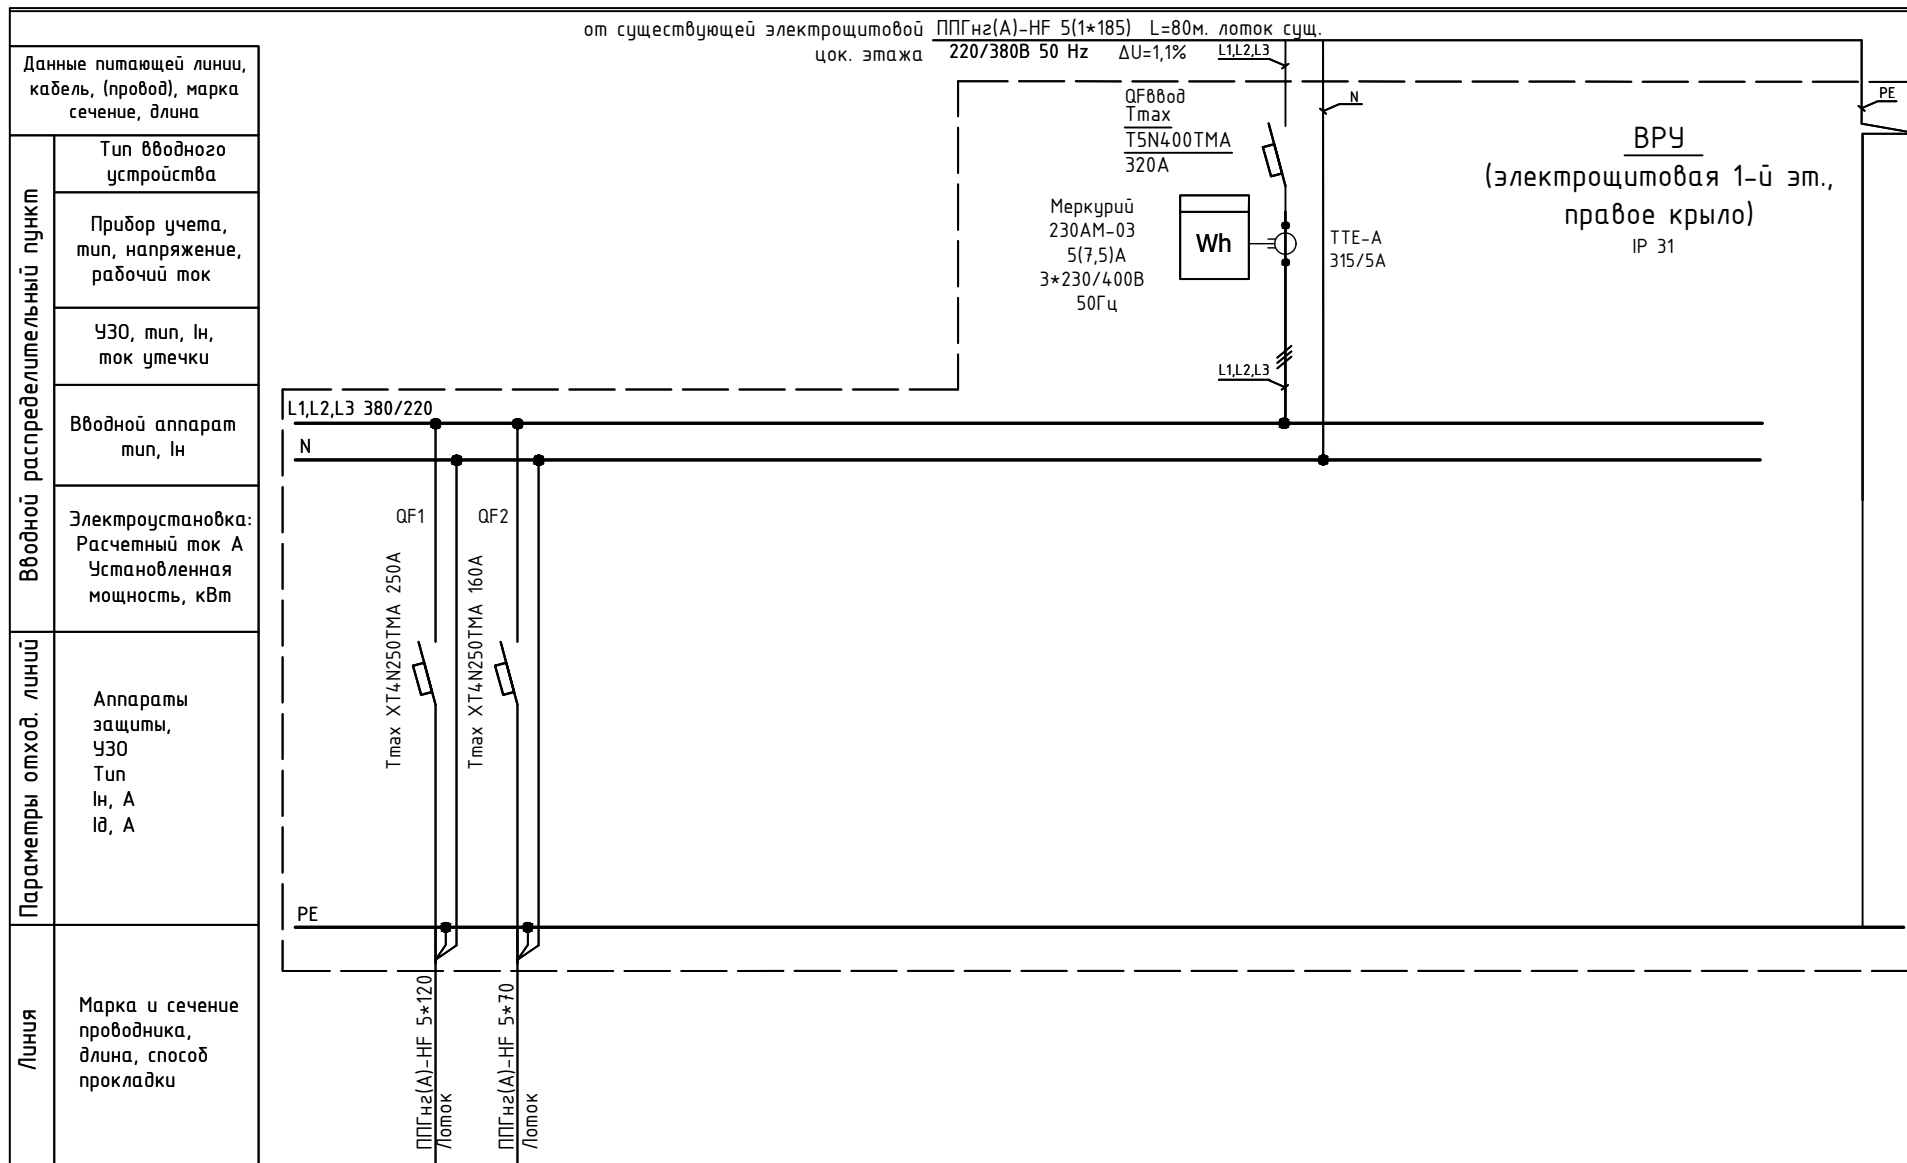 от существующей электрощитовой ППГнг(А)-HF 5(1*185) L=80м. лоток сущ.
цок. этажа 220/380В 50 Hz ΔU=1,1% L1,L2,L3
Данные питающей линии,
кабель, (провод), марка
сечение, длина
Вводной распределительный пункт
Тип вводного
устройства
Прибор учета,
тип, напряжение,
рабочий ток
УЗО, тип, Iн,
ток утечки
Вводной аппарат
тип, Iн
Электроустановка:
Расчетный ток А
Установленная
мощность, кВт
Параметры отход. линий
Аппараты
защиты,
УЗО
Тип
Iн, А
Iд, А
Линия
Марка и сечение
проводника,
длина, способ
прокладки
QFввод
Tmax
T5N400TMA
320А
N
PE
ВРУ
(электрощитовая 1-й эт.,
правое крыло)
IP 31
Меркурий
230АМ-03
5(7,5)А
3*230/400В
50Гц
Wh
ТТЕ-А
315/5А
L1,L2,L3
L1,L2,L3 380/220
N
QF1
QF2
Tmax XT4N250TMA 250А
Tmax XT4N250TMA 160А
PE
ППГнг(А)-HF 5*120
Лоток
ППГнг(А)-HF 5*70
Лоток